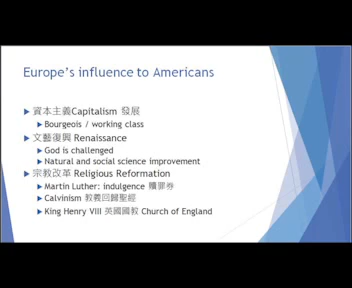 Europe's influence to Americans
資本主義Capitalism 發展
Bourgeois / working class
文藝復興 Renaissance
God is challenged
Natural and social science improvement
宗教改革 Religious Reformation
Martin Luther: indulgence 贖罪券
Calvinism 教義回歸聖經
King Henry VIII 英國國教 Church of England